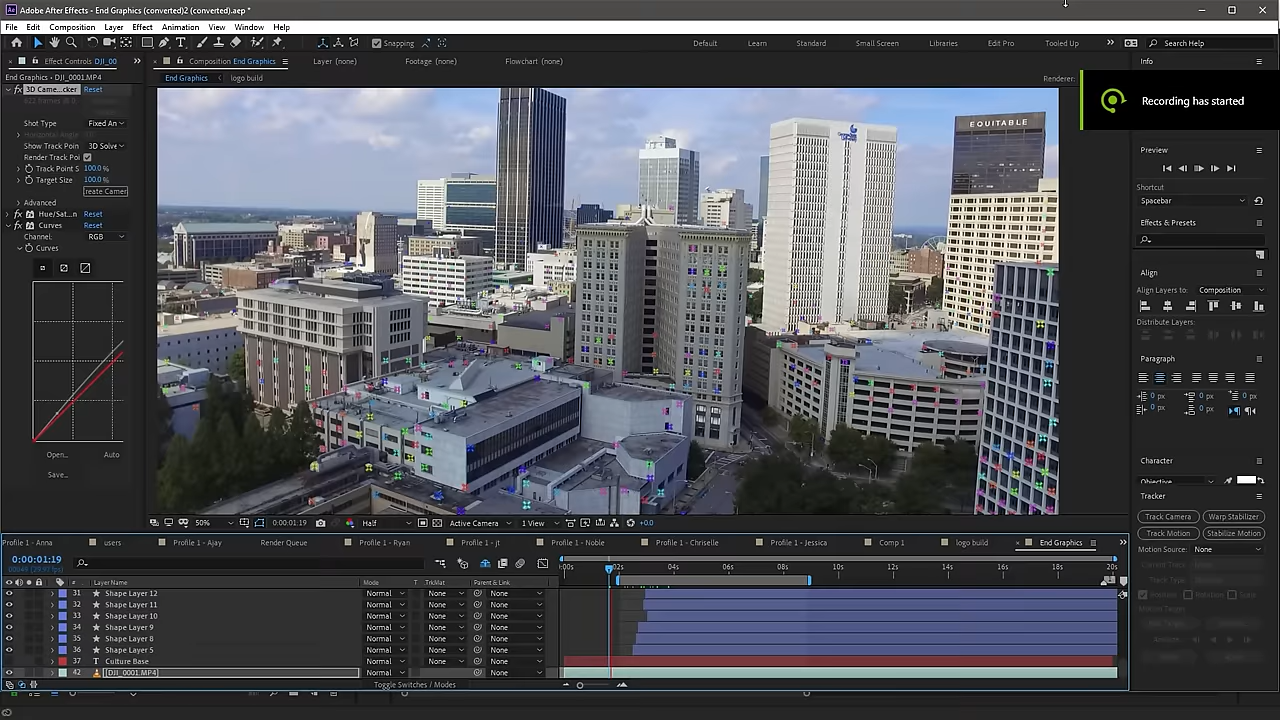 Adobe After Effects - End Graphics (converted)2 (converted).aep *
File Edit Composition Layer Effect Animation View Window Help
Snapping
Default Learn Standard Small Screen Libraries Edit Pro Tooled Up Search Help
Effect Controls DJI_00
Composition End Graphics Layer (none) Footage (none) Flowchart (none)
Info
End Graphics · DJI_0001.MP4
End Graphics logo build
Renderer:
Recording has started
3D Came...cker Reset
Shot Type Fixed An
Horizontal Angle
Show Track Poin 3D Solve
Render Track Poi
Track Point S 100.0 %
Target Size 100.0 %
reate Camer
Advanced
Hue/Sat...n Reset
Curves Reset
Channel: RGB
Curves
Open... Auto
Save...
EQUITABLE
Preview
Shortcut
Spacebar
Effects & Presets
Align
Align Layers to: Composition
Distribute Layers:
Paragraph
0 px 0 px 0 px
0 px 0 px
Character
Objective
Tracker
Track Camera Warp Stabilizer
Track Motion Stabilize Motion
Motion Source: None
50% 0:00:01:19 Half Active Camera 1 View +0.0
Profile 1 - Anna users Profile 1 - Ajay Render Queue Profile 1 - Ryan Profile 1 - jt Profile 1 - Noble Profile 1 - Chriselle Profile 1 - Jessica Comp 1 logo build End Graphics
0:00:01:19
:00s 02s 04s 06s 08s 10s 12s 14s 16s 18s 20s
# Layer Name Mode T .TrkMat Parent & Link
31 Shape Layer 12 Normal None None
32 Shape Layer 11 Normal None None
33 Shape Layer 10 Normal None None
34 Shape Layer 9 Normal None None
35 Shape Layer 8 Normal None None
36 Shape Layer 5 Normal None None
37 T Culture Base Normal None None
42 [DJI_0001.MP4] Normal None None
Toggle Switches / Modes